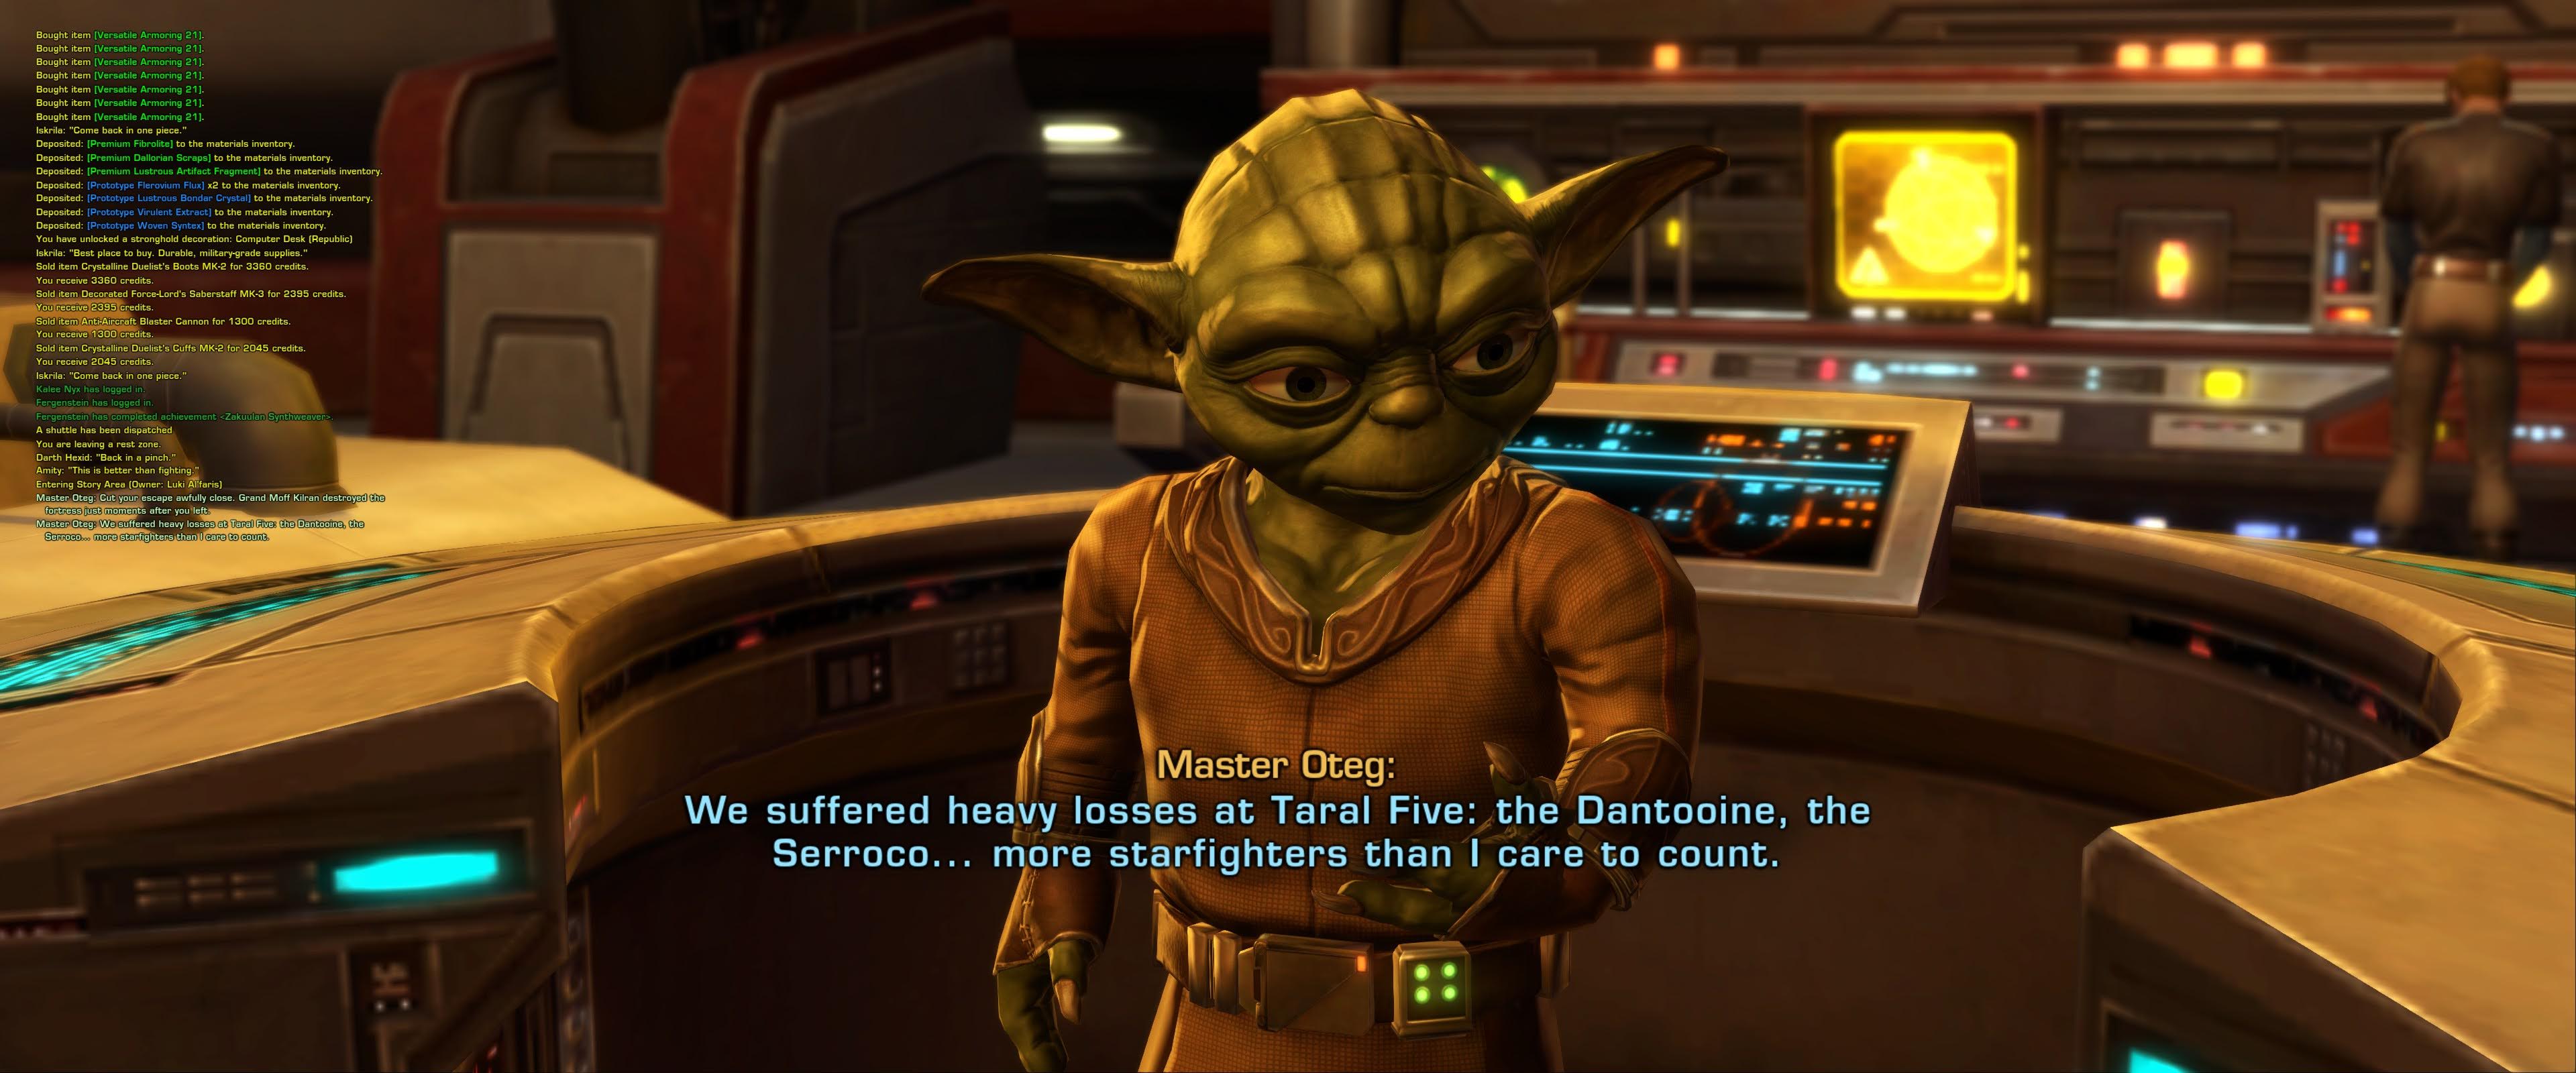 Bought item [Versatile Armoring 21].
Bought item [Versatile Armoring 21].
Bought item [Versatile Armoring 21].
Bought item [Versatile Armoring 21].
Bought item [Versatile Armoring 21].
Bought item [Versatile Armoring 21].
Bought item [Versatile Armoring 21].
Iskrila: "Come back in one piece."
Deposited: [Premium Fibrolite] to the materials inventory.
Deposited: [Premium Dallorian Scraps] to the materials inventory.
Deposited: [Premium Lustrous Artifact Fragment] to the materials inventory.
Deposited: [Prototype Flerovium Flux] x2 to the materials inventory.
Deposited: [Prototype Lustrous Bondar Crystal] to the materials inventory.
Deposited: [Prototype Virulent Extract] to the materials inventory.
Deposited: [Prototype Woven Syntex] to the materials inventory.
You have unlocked a stronghold decoration: Computer Desk (Republic)
Iskrila: "Best place to buy. Durable, military-grade supplies."
Sold item Crystalline Duelist's Boots MK-2 for 3360 credits.
You receive 3360 credits.
Sold item Decorated Force-Lord's Saberstaff MK-3 for 2395 credits.
You receive 2395 credits.
Sold item Anti-Aircraft Blaster Cannon for 1300 credits.
You receive 1300 credits.
Sold item Crystalline Duelist's Cuffs MK-2 for 2045 credits.
You receive 2045 credits.
Iskrila: "Come back in one piece."
Kalee Nyx has logged in.
Fergenstein has logged in.
Fergenstein has completed achievement <Zakuulan Synthweaver>.
A shuttle has been dispatched
You are leaving a rest zone.
Darth Hexid: "Back in a pinch."
Amity: "This is better than fighting."
Entering Story Area (Owner: Luki Al'faris)
Master Oteg: Cut your escape awfully close. Grand Moff Kilran destroyed the
fortress just moments after you left.
Master Oteg: We suffered heavy losses at Taral Five: the Dantooine, the
Serroco... more starfighters than I care to count.
Master Oteg:
We suffered heavy losses at Taral Five: the Dantooine, the
Serroco... more starfighters than I care to count.